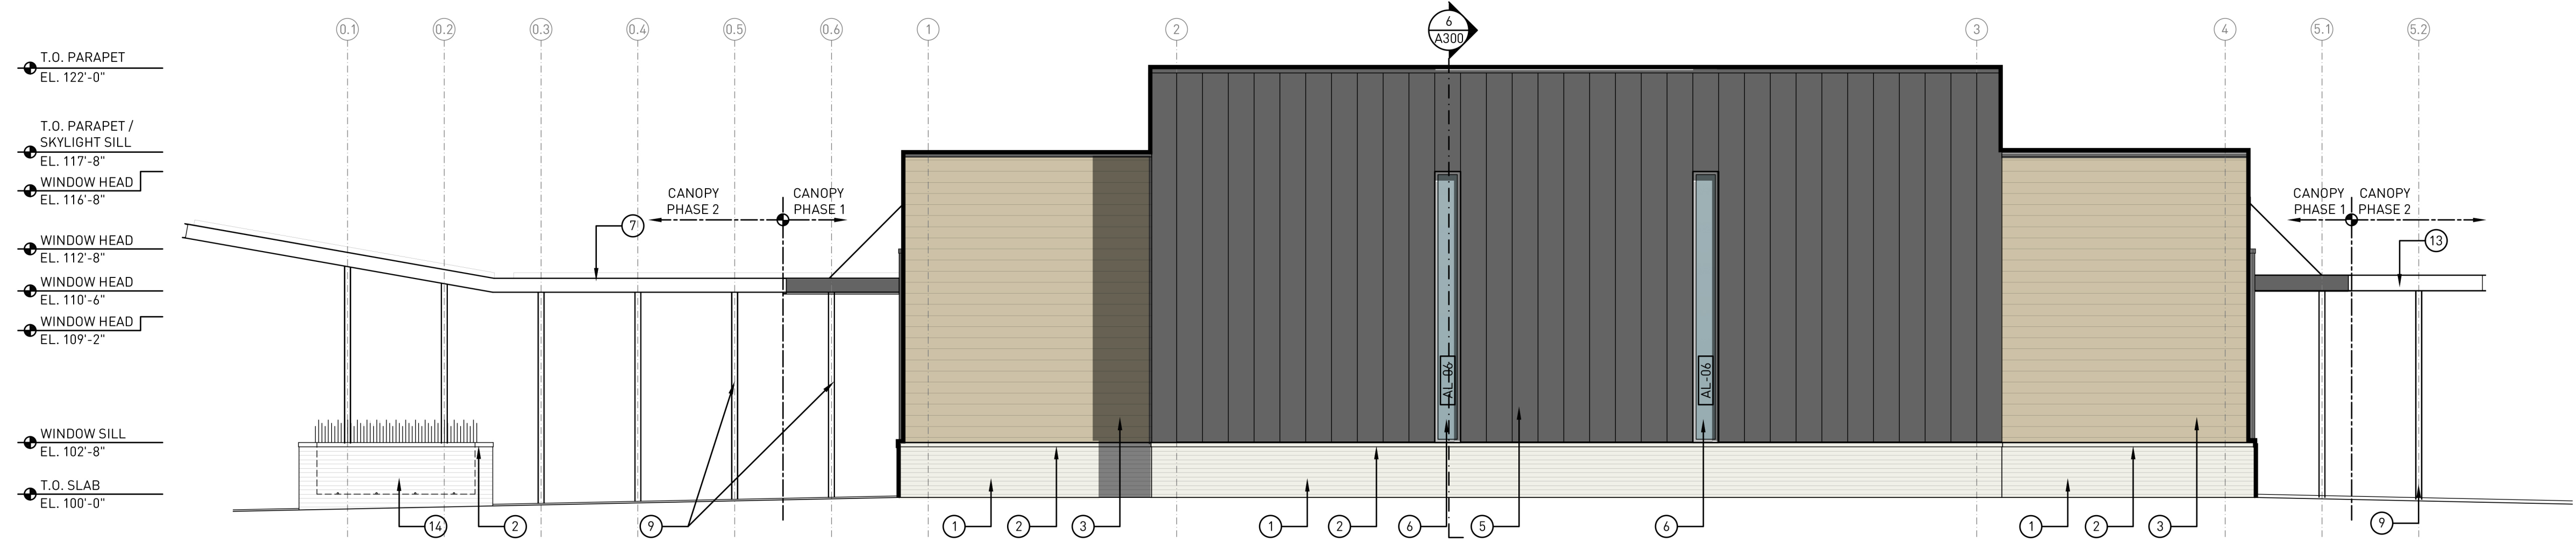 0.1 0.2 0.3 0.4 0.5 0.6 1 2 3 4 5.1 5.2
6
A300
T.O. PARAPET
EL. 122'-0"
T.O. PARAPET /
SKYLIGHT SILL
EL. 117'-8"
WINDOW HEAD
EL. 116'-8"
CANOPY
PHASE 2
CANOPY
PHASE 1
CANOPY
PHASE 1
CANOPY
PHASE 2
7
13
WINDOW HEAD
EL. 112'-8"
WINDOW HEAD
EL. 110'-6"
WINDOW HEAD
EL. 109'-2"
AL-06
AL-06
WINDOW SILL
EL. 102'-8"
T.O. SLAB
EL. 100'-0"
14 2 9 1 2 3 1 2 6 5 6 1 2 3 9